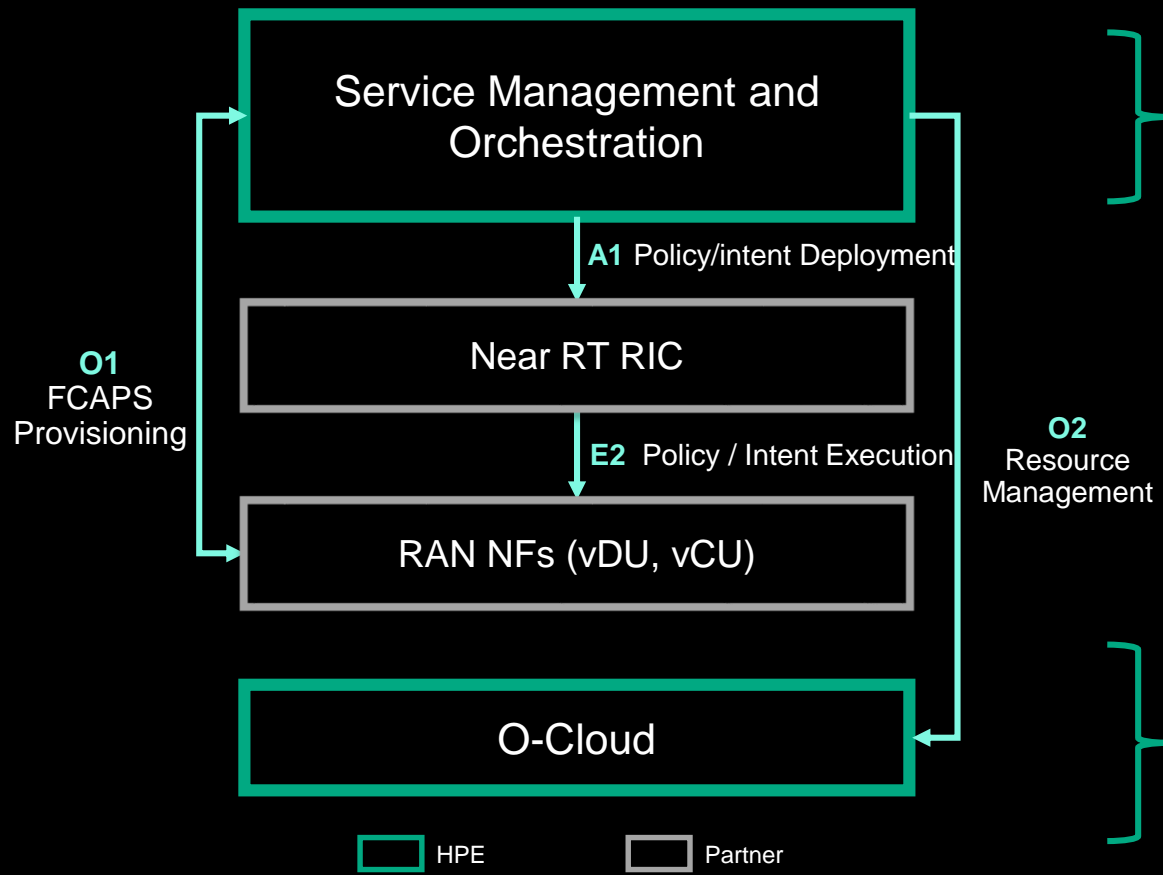 Service Management and
Orchestration
A1 Policy/intent Deployment
Near RT RIC
O1
FCAPS
Provisioning
E2 Policy / Intent Execution
O2
Resource
Management
RAN NFs (vDU, vCU)
O-Cloud
HPE
Partner